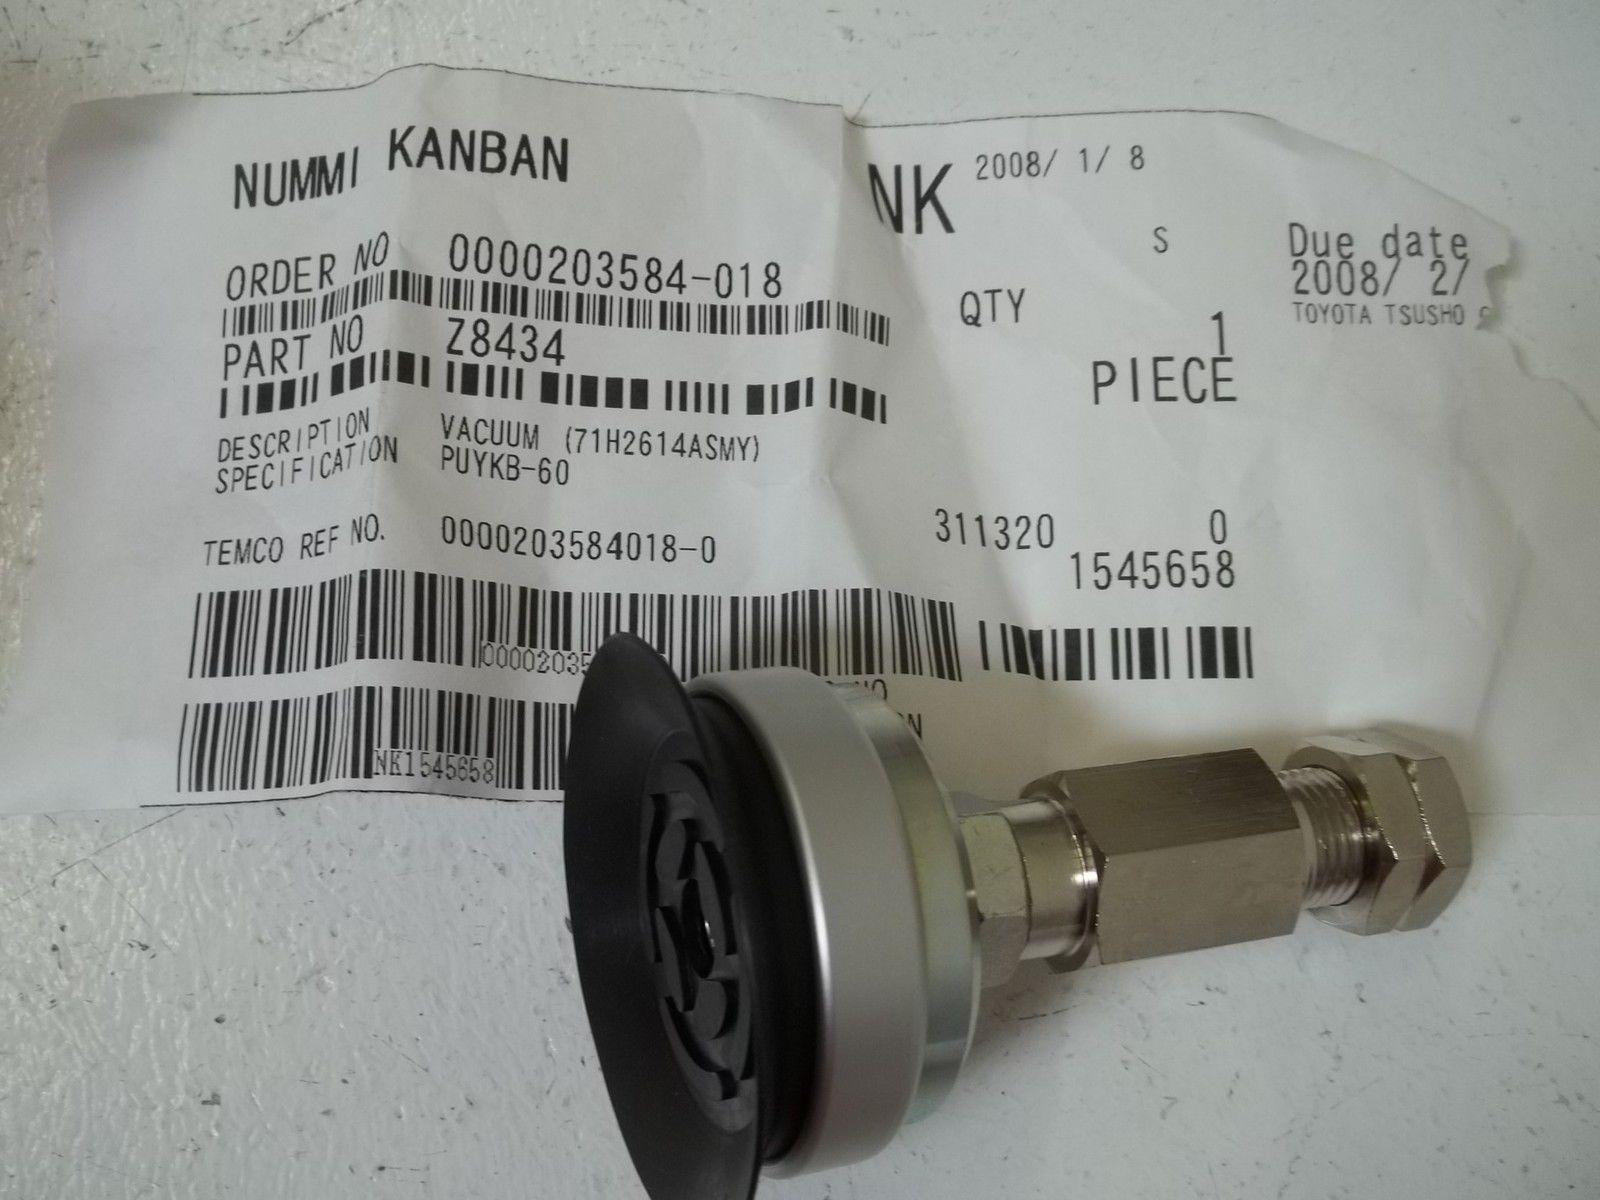 NUMMI KANBAN NK 2008/ 1/ 8
S Due date
ORDER NO 0000203584-018 2008/ 2/
QTY 1 TOYOTA TSUSHO
PART NO Z8434
PIECE
DESCRIPTION VACUUM (71H2614ASMY)
SPECIFICATION PUYKB-60
TEMCO REF NO. 0000203584018-0 311320 0
1545658
NK1545658